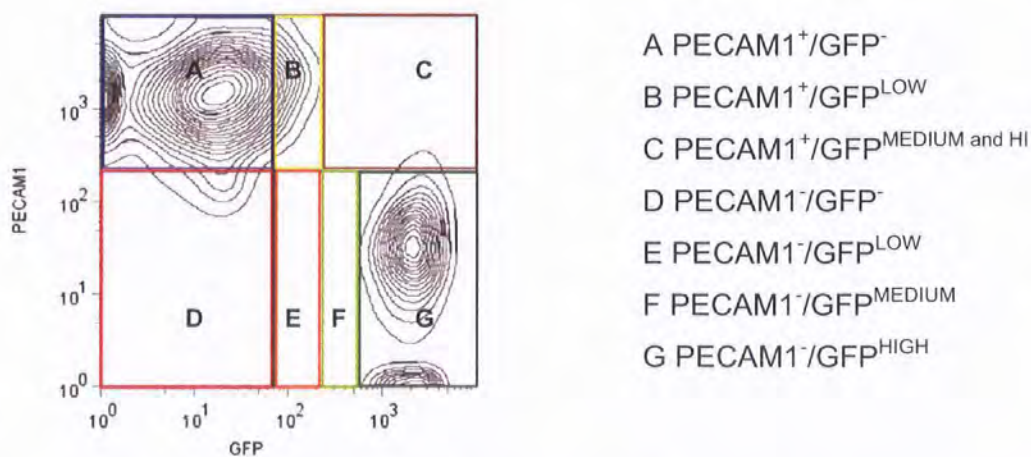 PECAM1
10³
10²
10¹
10⁰
A
B
C
D
E
F
G
10⁰
10¹
10²
10³
GFP
A PECAM1⁺/GFP⁻
B PECAM1⁺/GFPᴸᴼᵂ
C PECAM1⁺/GFPᴹᴱᴰᴵᵁᴹ ᵃⁿᵈ ᴴᴵ
D PECAM1⁻/GFP⁻
E PECAM1⁻/GFPᴸᴼᵂ
F PECAM1⁻/GFPᴹᴱᴰᴵᵁᴹ
G PECAM1⁻/GFPᴴᴵᴳᴴ